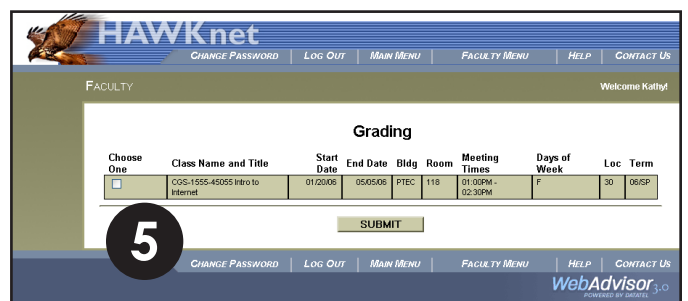 HAWKnet
CHANGE PASSWORD | LOG OUT | MAIN MENU | FACULTY MENU | HELP | CONTACT US
FACULTY Welcome Kathy!
Grading
Choose One Class Name and Title Start Date End Date Bldg Room Meeting Times Days of Week Loc Term
CGS-1555-45055 Intro to Internet 01/20/06 05/05/06 PTEC 118 01:00PM - 02:30PM F 30 06/SP
SUBMIT
5
CHANGE PASSWORD | LOG OUT | MAIN MENU | FACULTY MENU | HELP | CONTACT US
WebAdvisor 3.0
POWERED BY DATATEL